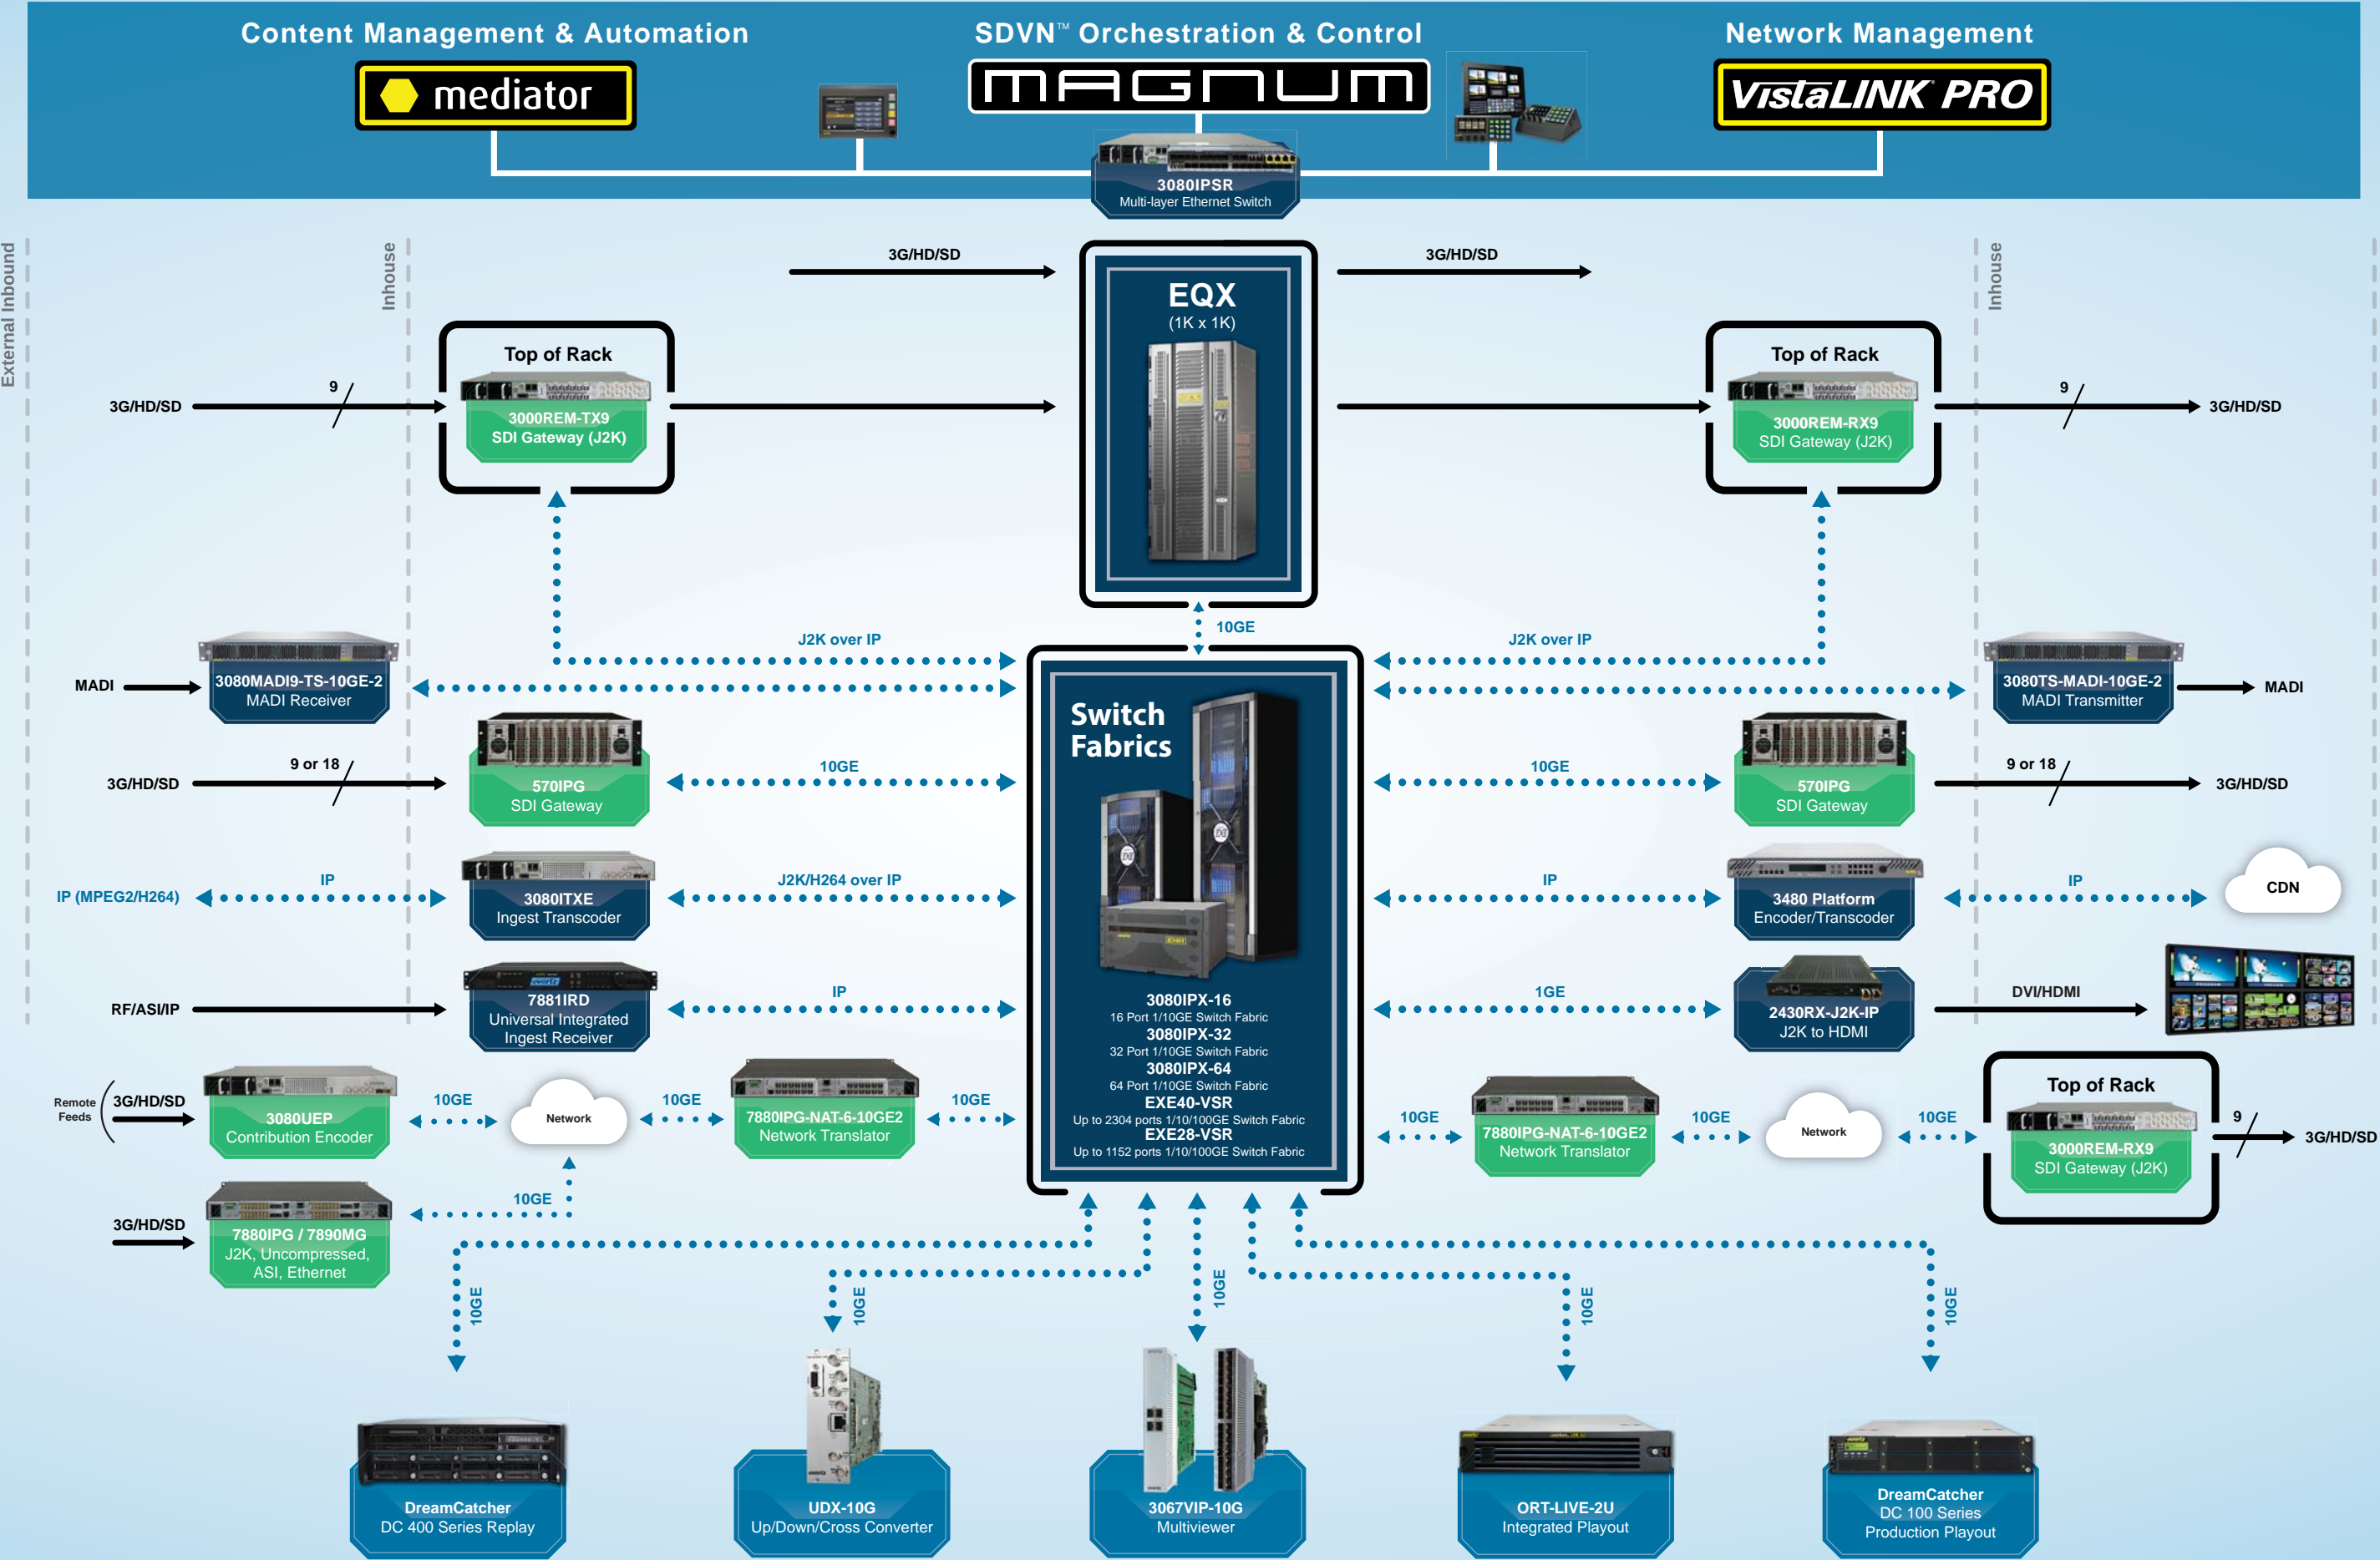 Content Management & Automation
SDVN™ Orchestration & Control
Network Management
mediator
MAGNUM
VistaLINK PRO
3080IPSR
Multi-layer Ethernet Switch
External Inbound
Inhouse
Inhouse
3G/HD/SD
3G/HD/SD
EQX
(1K x 1K)
Top of Rack
3000REM-TX9
SDI Gateway (J2K)
3G/HD/SD
9
Top of Rack
3000REM-RX9
SDI Gateway (J2K)
9
3G/HD/SD
10GE
J2K over IP
J2K over IP
MADI
3080MADI9-TS-10GE-2
MADI Receiver
3080TS-MADI-10GE-2
MADI Transmitter
MADI
Switch
Fabrics
3G/HD/SD
9 or 18
570IPG
SDI Gateway
10GE
10GE
570IPG
SDI Gateway
9 or 18
3G/HD/SD
IP (MPEG2/H264)
IP
3080ITXE
Ingest Transcoder
J2K/H264 over IP
IP
3480 Platform
Encoder/Transcoder
IP
CDN
RF/ASI/IP
evertz
7881IRD
Universal Integrated
Ingest Receiver
IP
3080IPX-16
16 Port 1/10GE Switch Fabric
3080IPX-32
32 Port 1/10GE Switch Fabric
3080IPX-64
64 Port 1/10GE Switch Fabric
EXE40-VSR
Up to 2304 ports 1/10/100GE Switch Fabric
EXE28-VSR
Up to 1152 ports 1/10/100GE Switch Fabric
1GE
2430RX-J2K-IP
J2K to HDMI
DVI/HDMI
Remote
Feeds
3G/HD/SD
3080UEP
Contribution Encoder
10GE
Network
10GE
7880IPG-NAT-6-10GE2
Network Translator
10GE
10GE
7880IPG-NAT-6-10GE2
Network Translator
10GE
Network
10GE
Top of Rack
3000REM-RX9
SDI Gateway (J2K)
9
3G/HD/SD
3G/HD/SD
7880IPG / 7890MG
J2K, Uncompressed,
ASI, Ethernet
10GE
10GE
10GE
10GE
10GE
10GE
DreamCatcher
DC 400 Series Replay
UDX-10G
Up/Down/Cross Converter
3067VIP-10G
Multiviewer
ORT-LIVE-2U
Integrated Playout
DreamCatcher
DC 100 Series
Production Playout